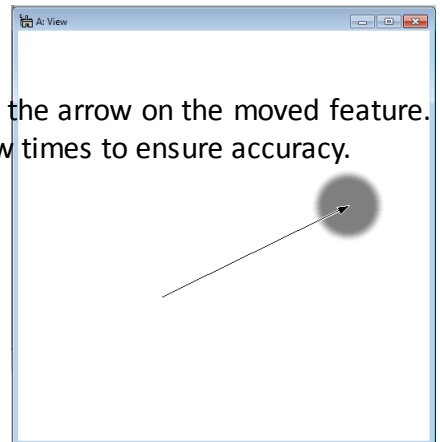 A: View
the arrow on the moved feature.
w times to ensure accuracy.